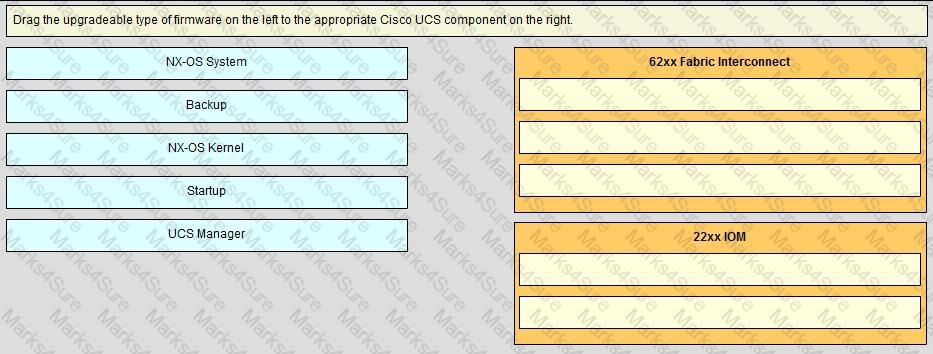 Drag the upgradeable type of firmware on the left to the appropriate Cisco UCS component on the right.
NX-OS System
Backup
NX-OS Kernel
Startup
UCS Manager
62xx Fabric Interconnect
22xx IOM
Marks4Sure